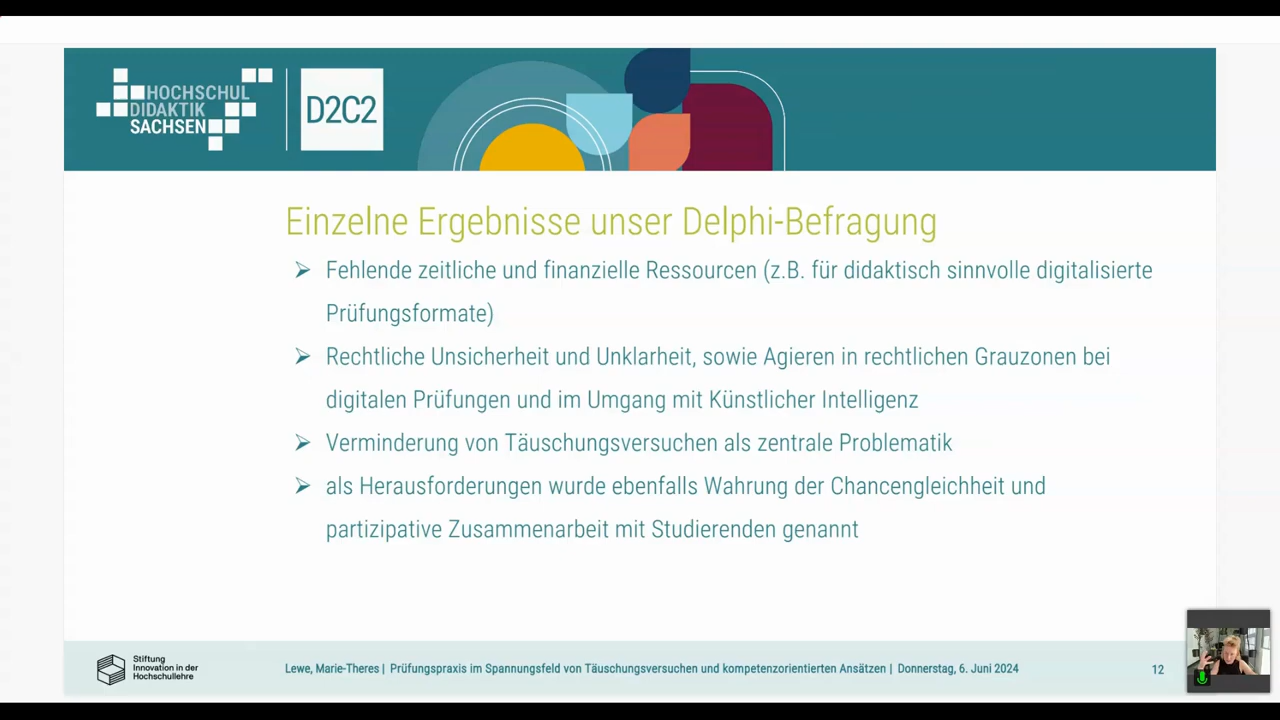 HOCHSCHUL
DIDAKTIK
SACHSEN
D2C2
Einzelne Ergebnisse unser Delphi-Befragung
Fehlende zeitliche und finanzielle Ressourcen (z.B. für didaktisch sinnvolle digitalisierte
Prüfungsformate)
Rechtliche Unsicherheit und Unklarheit, sowie Agieren in rechtlichen Grauzonen bei
digitalen Prüfungen und im Umgang mit Künstlicher Intelligenz
Verminderung von Täuschungsversuchen als zentrale Problematik
als Herausforderungen wurde ebenfalls Wahrung der Chancengleichheit und
partizipative Zusammenarbeit mit Studierenden genannt
Stiftung
Innovation in der
Hochschullehre
Lewe, Marie-Theres | Prüfungspraxis im Spannungsfeld von Täuschungsversuchen und kompetenzorientierten Ansätzen | Donnerstag, 6. Juni 2024
12